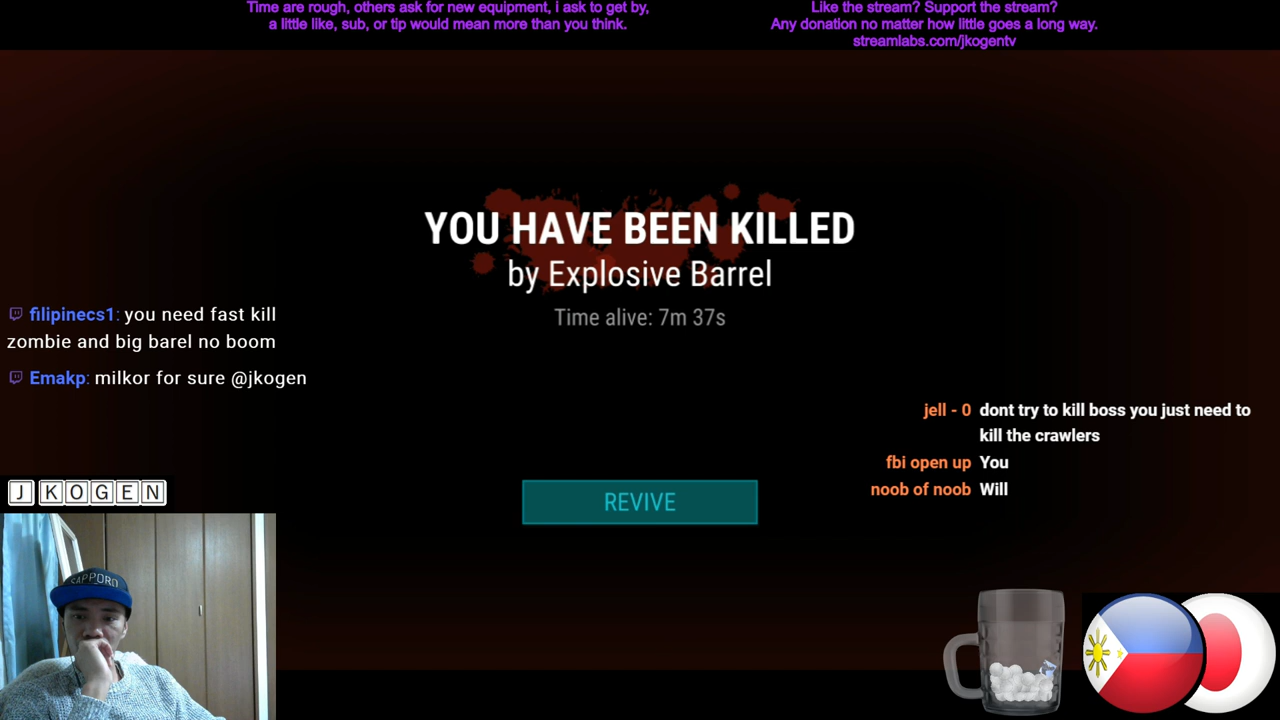 Time are rough, others ask for new equipment, i ask to get by,
a little like, sub, or tip would mean more than you think.
Like the stream? Support the stream?
Any donation no matter how little goes a long way.
streamlabs.com/jkogentv
YOU HAVE BEEN KILLED
by Explosive Barrel
Time alive: 7m 37s
filipinecs1: you need fast kill
zombie and big barel no boom
Emakp: milkor for sure @jkogen
jell - 0 dont try to kill boss you just need to
kill the crawlers
fbi open up You
noob of noob Will
J KOGEN
REVIVE
SAPPORO